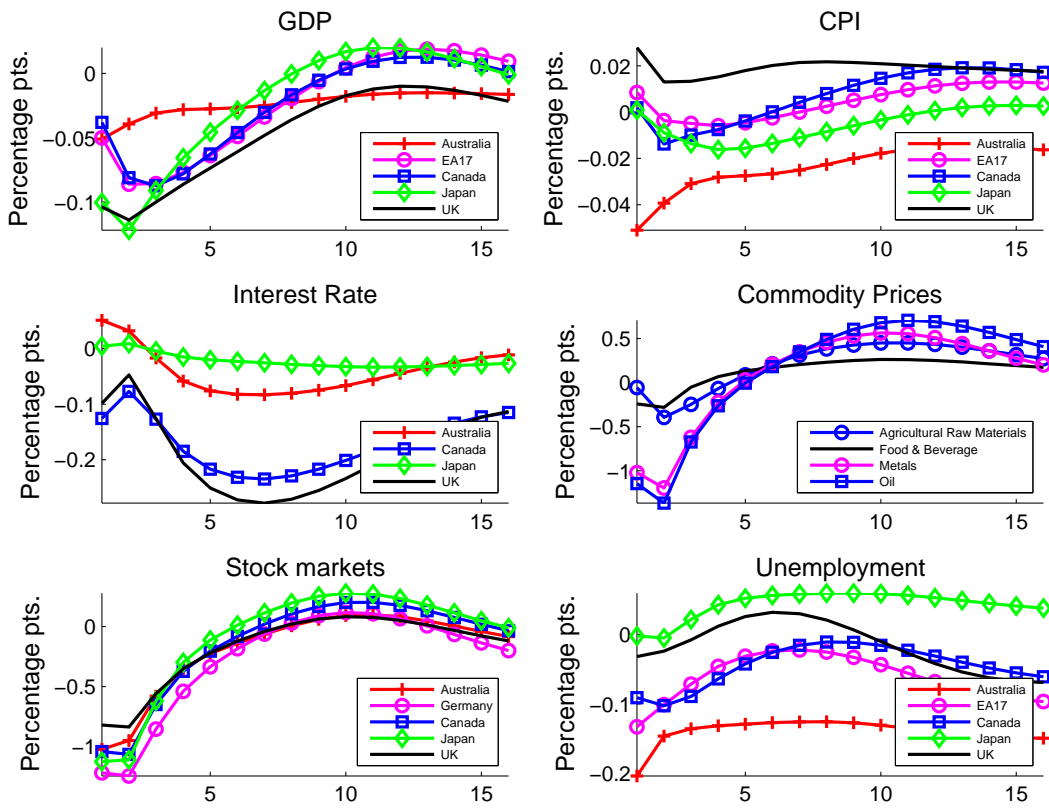 GDP
Percentage pts.
0
−0.05
−0.1
5
10
15
Australia
EA17
Canada
Japan
UK
CPI
Percentage pts.
0.02
0
−0.02
−0.04
5
10
15
Australia
EA17
Canada
Japan
UK
Interest Rate
Percentage pts.
0
−0.1
−0.2
5
10
15
Australia
Canada
Japan
UK
Commodity Prices
Percentage pts.
0.5
0
−0.5
−1
5
10
15
Agricultural Raw Materials
Food & Beverage
Metals
Oil
Stock markets
Percentage pts.
0
−0.5
−1
5
10
15
Australia
Germany
Canada
Japan
UK
Unemployment
Percentage pts.
0
−0.1
−0.2
5
10
15
Australia
EA17
Canada
Japan
UK